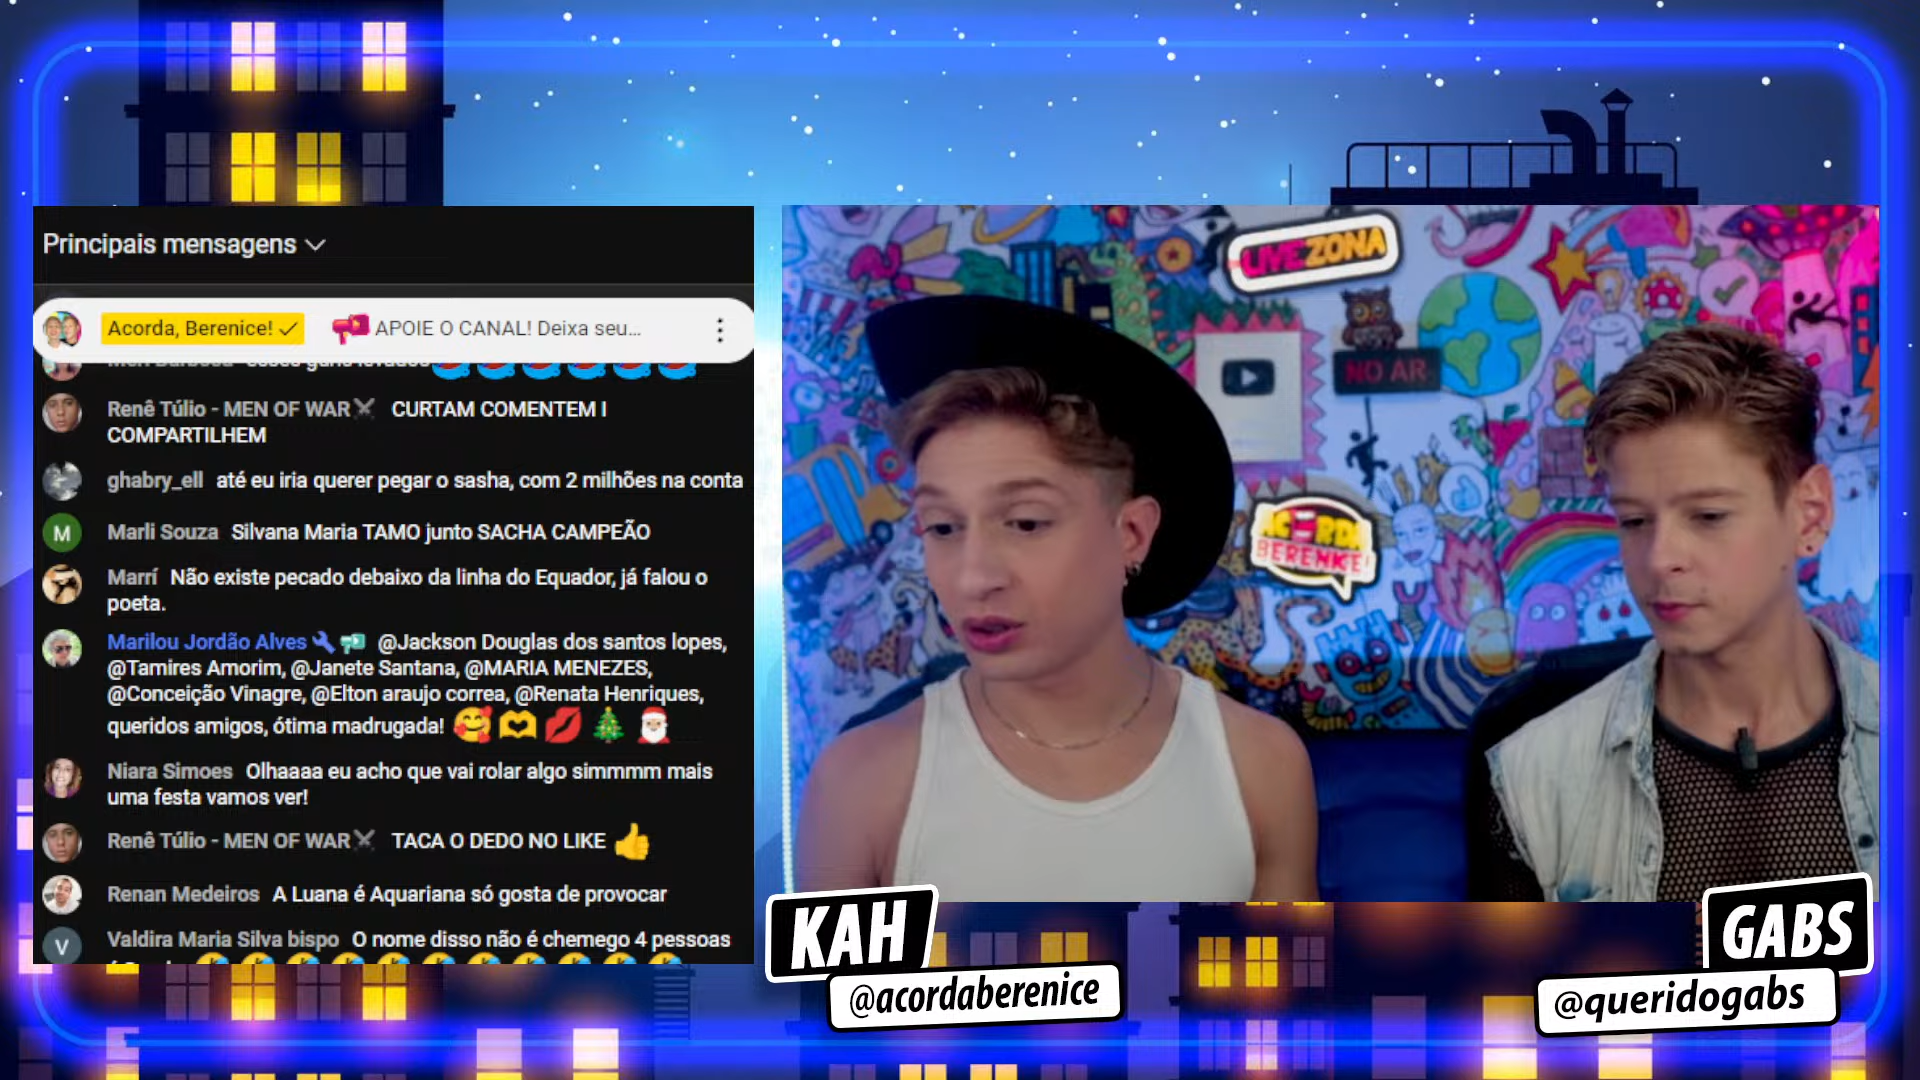 Principais mensagens
Acorda, Berenice! APOIE O CANAL! Deixa seu...
Renê Túlio - MEN OF WAR CURTAM COMENTEM I
COMPARTILHEM
ghabry_ell até eu iria querer pegar o sasha, com 2 milhões na conta
Marli Souza Silvana Maria TAMO junto SACHA CAMPEÃO
Marrí Não existe pecado debaixo da linha do Equador, já falou o
poeta.
Marilou Jordão Alves @Jackson Douglas dos santos lopes,
@Tamires Amorim, @Janete Santana, @MARIA MENEZES,
@Conceição Vinagre, @Elton araujo correa, @Renata Henriques,
queridos amigos, ótima madrugada!
Niara Simoes Olhaaaa eu acho que vai rolar algo simmmm mais
uma festa vamos ver!
Renê Túlio - MEN OF WAR TACA O DEDO NO LIKE
Renan Medeiros A Luana é Aquariana só gosta de provocar
Valdira Maria Silva bispo O nome disso não é chemego 4 pessoas
LIVEZONA
NO AR
ACORDA
BERENICE!
KAH
@acordaberenice
GABS
@queridogabs